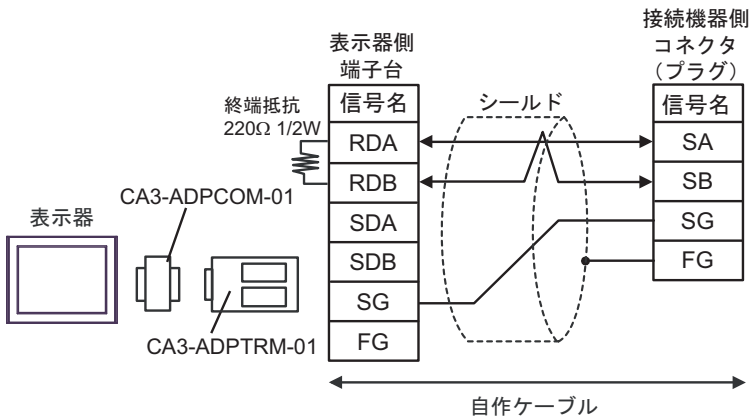 接続機器側
コネクタ
（プラグ）
表示器側
端子台
終端抵抗
220Ω 1/2W
信号名
RDA
RDB
SDA
SDB
SG
FG
シールド
信号名
SA
SB
SG
FG
表示器
CA3-ADPCOM-01
CA3-ADPTRM-01
自作ケーブル